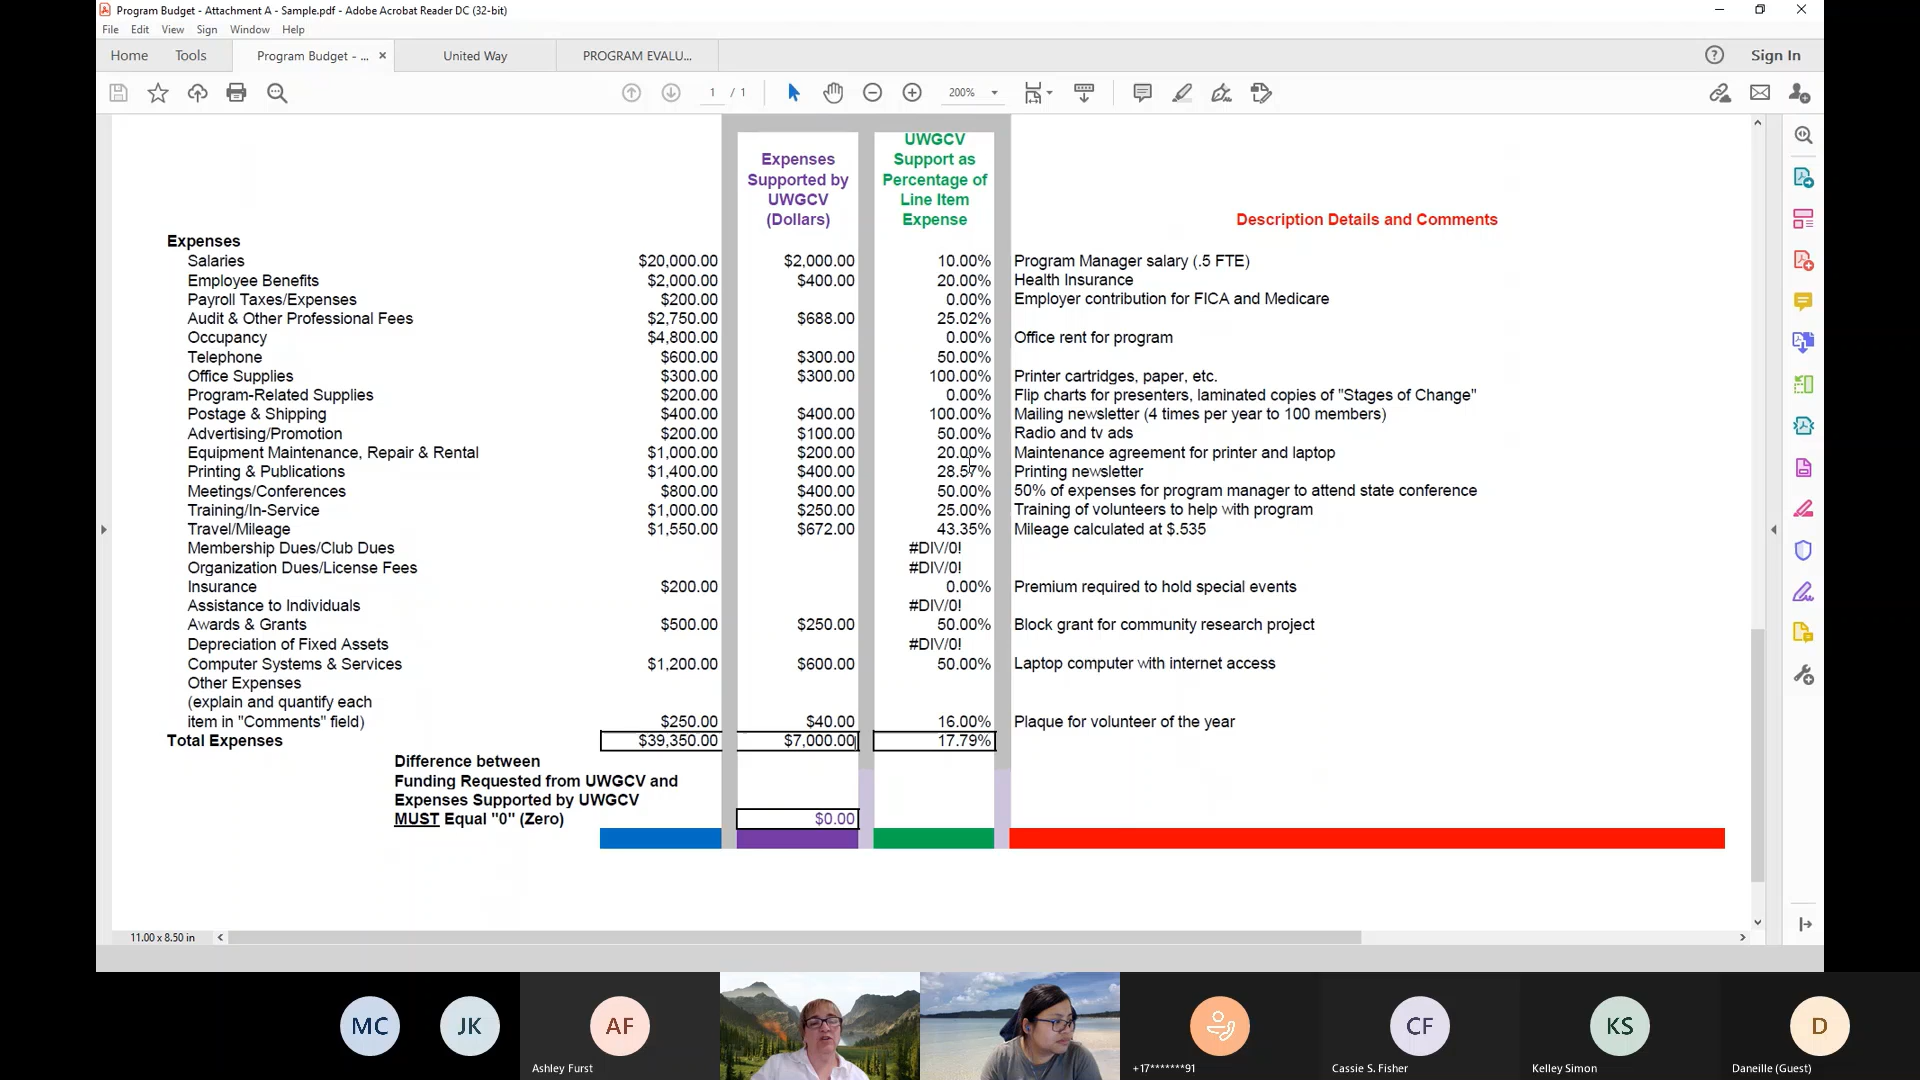 Program Budget - Attachment A - Sample.pdf - Adobe Acrobat Reader DC (32-bit)
File Edit View Window Sign Window Help
Home Tools Program Budget - ... × United Way PROGRAM EVALU... Sign In
1 / 1 200%
Expenses Supported by UWGCV (Dollars)
UWGCV Support as Percentage of Line Item Expense
Description Details and Comments
Expenses
Salaries $20,000.00 $2,000.00 10.00% Program Manager salary (.5 FTE)
Employee Benefits $2,000.00 $400.00 20.00% Health Insurance
Payroll Taxes/Expenses $200.00 0.00% Employer contribution for FICA and Medicare
Audit & Other Professional Fees $2,750.00 $688.00 25.02%
Occupancy $4,800.00 0.00% Office rent for program
Telephone $600.00 $300.00 50.00%
Office Supplies $300.00 $300.00 100.00% Printer cartridges, paper, etc.
Program-Related Supplies $200.00 0.00% Flip charts for presenters, laminated copies of "Stages of Change"
Postage & Shipping $400.00 $400.00 100.00% Mailing newsletter (4 times per year to 100 members)
Advertising/Promotion $200.00 $100.00 50.00% Radio and tv ads
Equipment Maintenance, Repair & Rental $1,000.00 $200.00 20.00% Maintenance agreement for printer and laptop
Printing & Publications $1,400.00 $400.00 28.57% Printing newsletter
Meetings/Conferences $800.00 $400.00 50.00% 50% of expenses for program manager to attend state conference
Training/In-Service $1,000.00 $250.00 25.00% Training of volunteers to help with program
Travel/Mileage $1,550.00 $672.00 43.35% Mileage calculated at $.535
Membership Dues/Club Dues #DIV/0!
Organization Dues/License Fees #DIV/0!
Insurance $200.00 0.00% Premium required to hold special events
Assistance to Individuals #DIV/0!
Awards & Grants $500.00 $250.00 50.00% Block grant for community research project
Depreciation of Fixed Assets #DIV/0!
Computer Systems & Services $1,200.00 $600.00 50.00% Laptop computer with internet access
Other Expenses
(explain and quantify each
item in "Comments" field) $250.00 $40.00 16.00% Plaque for volunteer of the year
Total Expenses $39,350.00 $7,000.00 17.79%
Difference between
Funding Requested from UWGCV and
Expenses Supported by UWGCV
MUST Equal "0" (Zero) $0.00
11.00 x 8.50 in
MC JK AF CF KS D
Ashley Furst +17*******91 Cassie S. Fisher Kelley Simon Daneille (Guest)